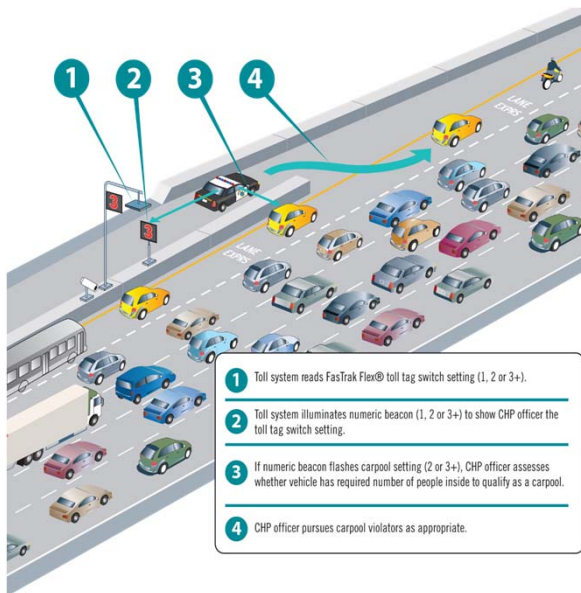 1
2
3
4
LANE
EXPRS
3
3
LANE
EXPRS
1 Toll system reads FasTrak Flex® toll tag switch setting (1, 2 or 3+).
2 Toll system illuminates numeric beacon (1, 2 or 3+) to show CHP officer the
toll tag switch setting.
3 If numeric beacon flashes carpool setting (2 or 3+), CHP officer assesses
whether vehicle has required number of people inside to qualify as a carpool.
4 CHP officer pursues carpool violators as appropriate.